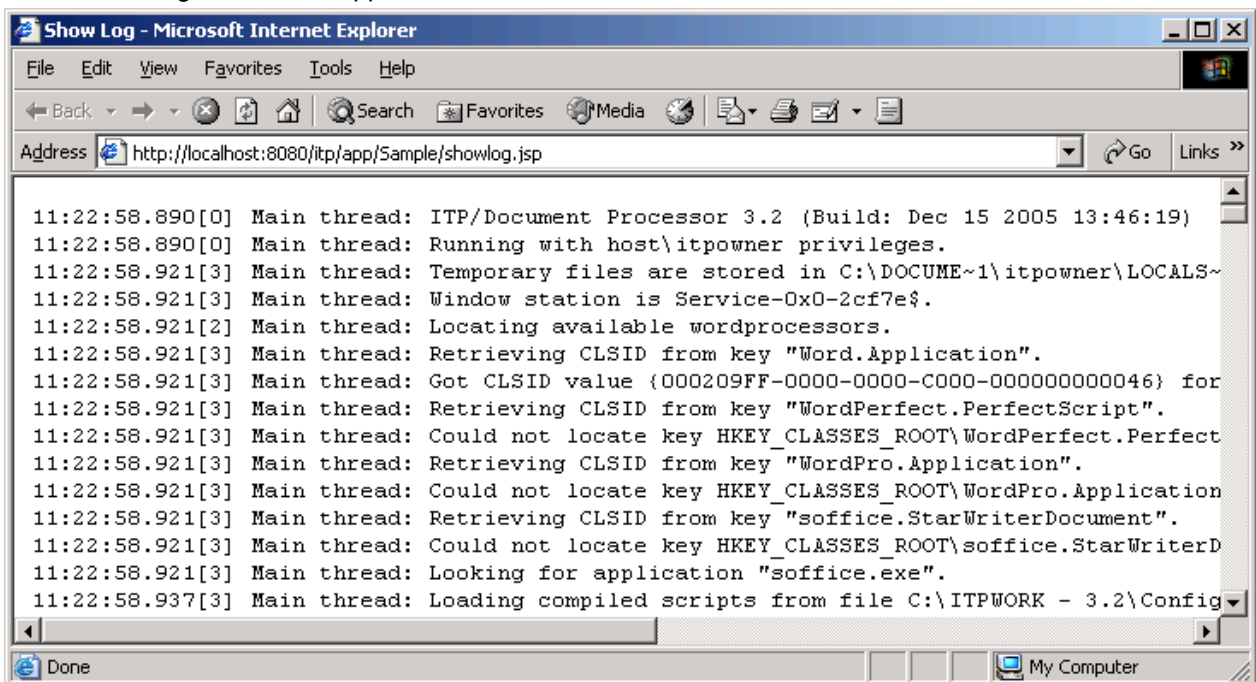 Show Log - Microsoft Internet Explorer
File Edit View Favorites Tools Help
Back Search Favorites Media
Address http://localhost:8080/itp/app/Sample/showlog.jsp Go Links »
11:22:58.890[0] Main thread: ITP/Document Processor 3.2 (Build: Dec 15 2005 13:46:19)
11:22:58.890[0] Main thread: Running with host\itpowner privileges.
11:22:58.921[3] Main thread: Temporary files are stored in C:\DOCUME~1\itpowner\LOCALS~
11:22:58.921[3] Main thread: Window station is Service-0x0-2cf7e$.
11:22:58.921[2] Main thread: Locating available wordprocessors.
11:22:58.921[3] Main thread: Retrieving CLSID from key "Word.Application".
11:22:58.921[3] Main thread: Got CLSID value {000209FF-0000-0000-C000-000000000046} for
11:22:58.921[3] Main thread: Retrieving CLSID from key "WordPerfect.PerfectScript".
11:22:58.921[3] Main thread: Could not locate key HKEY_CLASSES_ROOT\WordPerfect.Perfect
11:22:58.921[3] Main thread: Retrieving CLSID from key "WordPro.Application".
11:22:58.921[3] Main thread: Could not locate key HKEY_CLASSES_ROOT\WordPro.Application
11:22:58.921[3] Main thread: Retrieving CLSID from key "soffice.StarWriterDocument".
11:22:58.921[3] Main thread: Could not locate key HKEY_CLASSES_ROOT\soffice.StarWriterD
11:22:58.921[3] Main thread: Looking for application "soffice.exe".
11:22:58.937[3] Main thread: Loading compiled scripts from file C:\ITPWORK - 3.2\Config
Done My Computer